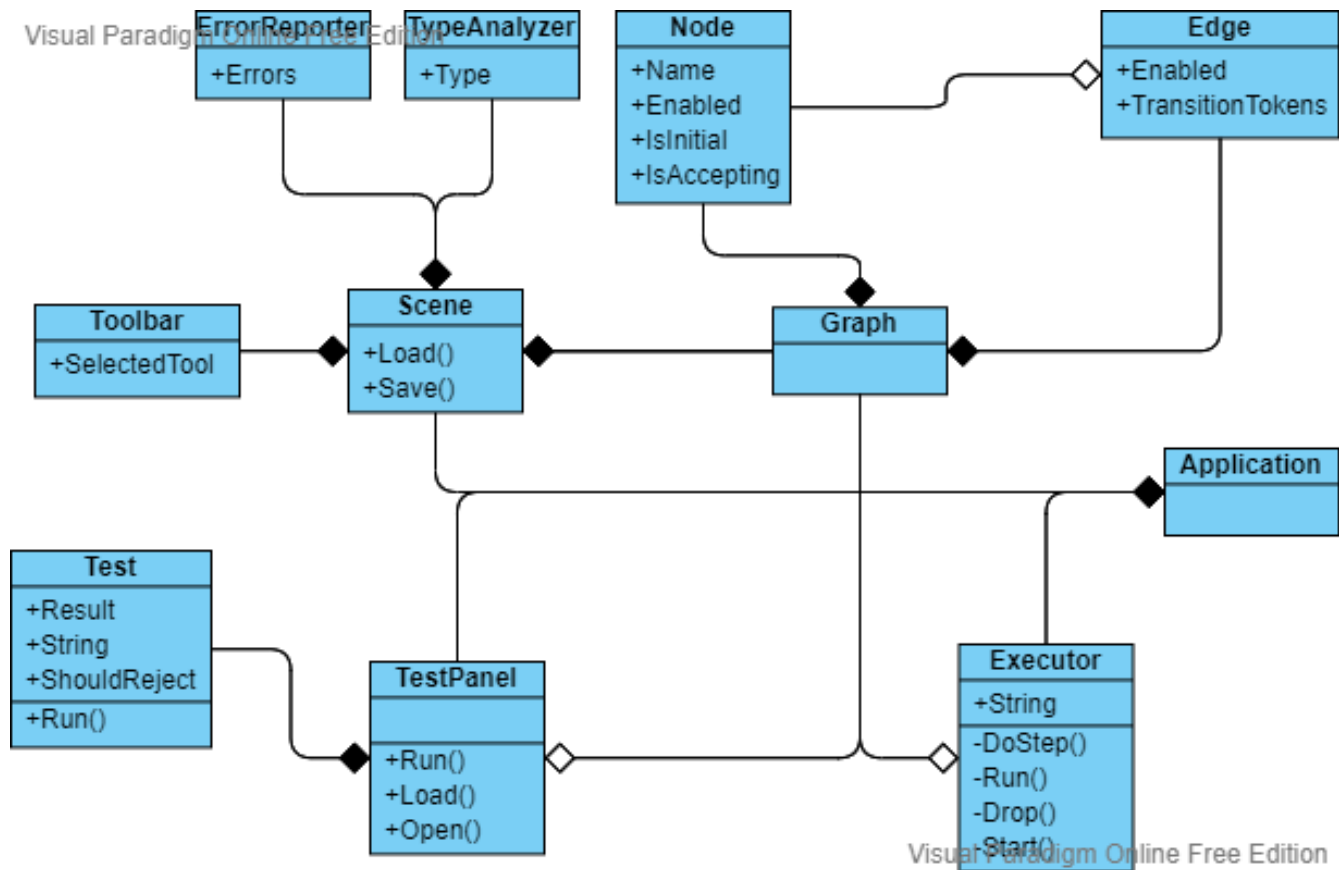 Visual Paradigm Online Free Edition
ErrorReporter
+Errors
TypeAnalyzer
+Type
Node
+Name
+Enabled
+IsInitial
+IsAccepting
Edge
+Enabled
+TransitionTokens
Toolbar
+SelectedTool
Scene
+Load()
+Save()
Graph
Application
Test
+Result
+String
+ShouldReject
+Run()
TestPanel
+Run()
+Load()
+Open()
Executor
+String
-DoStep()
-Run()
-Drop()
-Start()
Visual Paradigm Online Free Edition